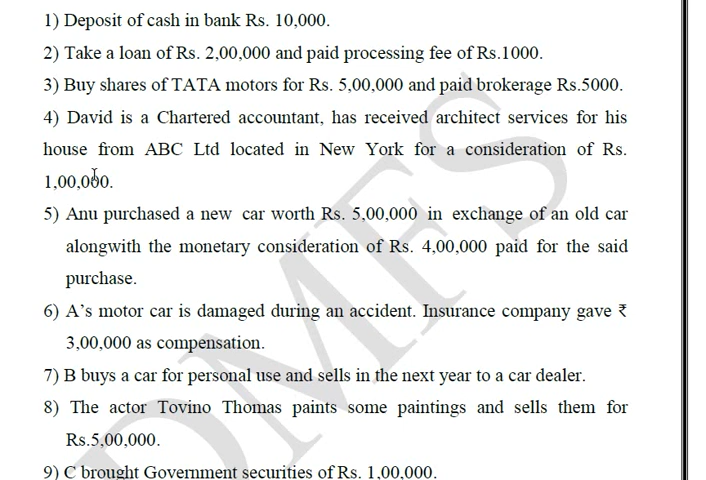 1) Deposit of cash in bank Rs. 10,000.
2) Take a loan of Rs. 2,00,000 and paid processing fee of Rs.1000.
3) Buy shares of TATA motors for Rs. 5,00,000 and paid brokerage Rs.5000.
4) David is a Chartered accountant, has received architect services for his
house from ABC Ltd located in New York for a consideration of Rs.
1,00,000.
5) Anu purchased a new car worth Rs. 5,00,000 in exchange of an old car
alongwith the monetary consideration of Rs. 4,00,000 paid for the said
purchase.
6) A’s motor car is damaged during an accident. Insurance company gave ₹
3,00,000 as compensation.
7) B buys a car for personal use and sells in the next year to a car dealer.
8) The actor Tovino Thomas paints some paintings and sells them for
Rs.5,00,000.
9) C brought Government securities of Rs. 1,00,000.
DMFS